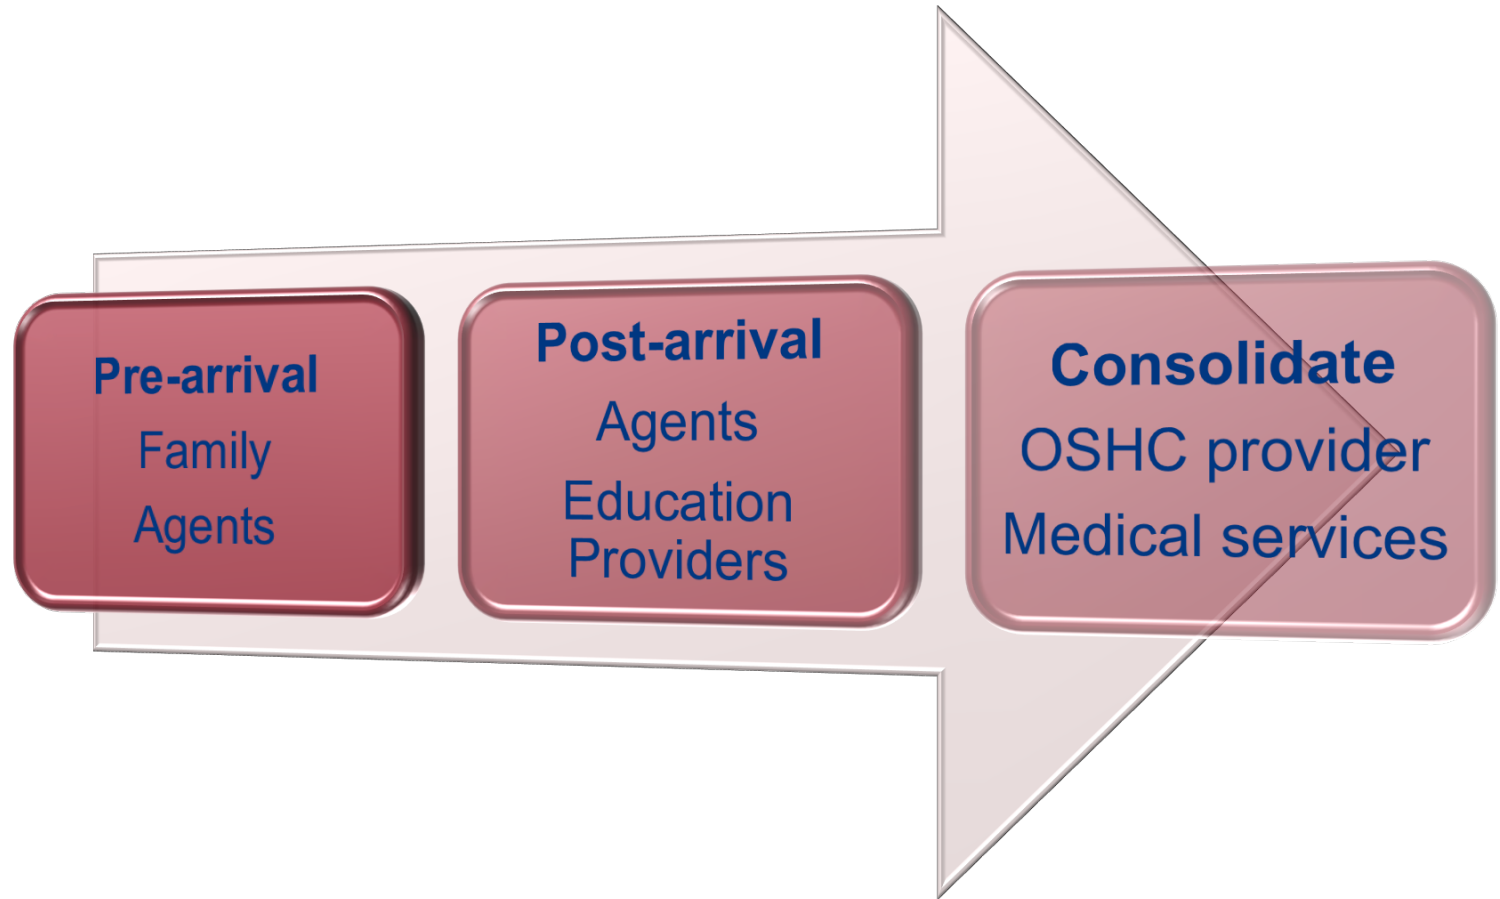 Pre-arrival
Family
Agents
Post-arrival
Agents
Education
Providers
Consolidate
OSHC provider
Medical services